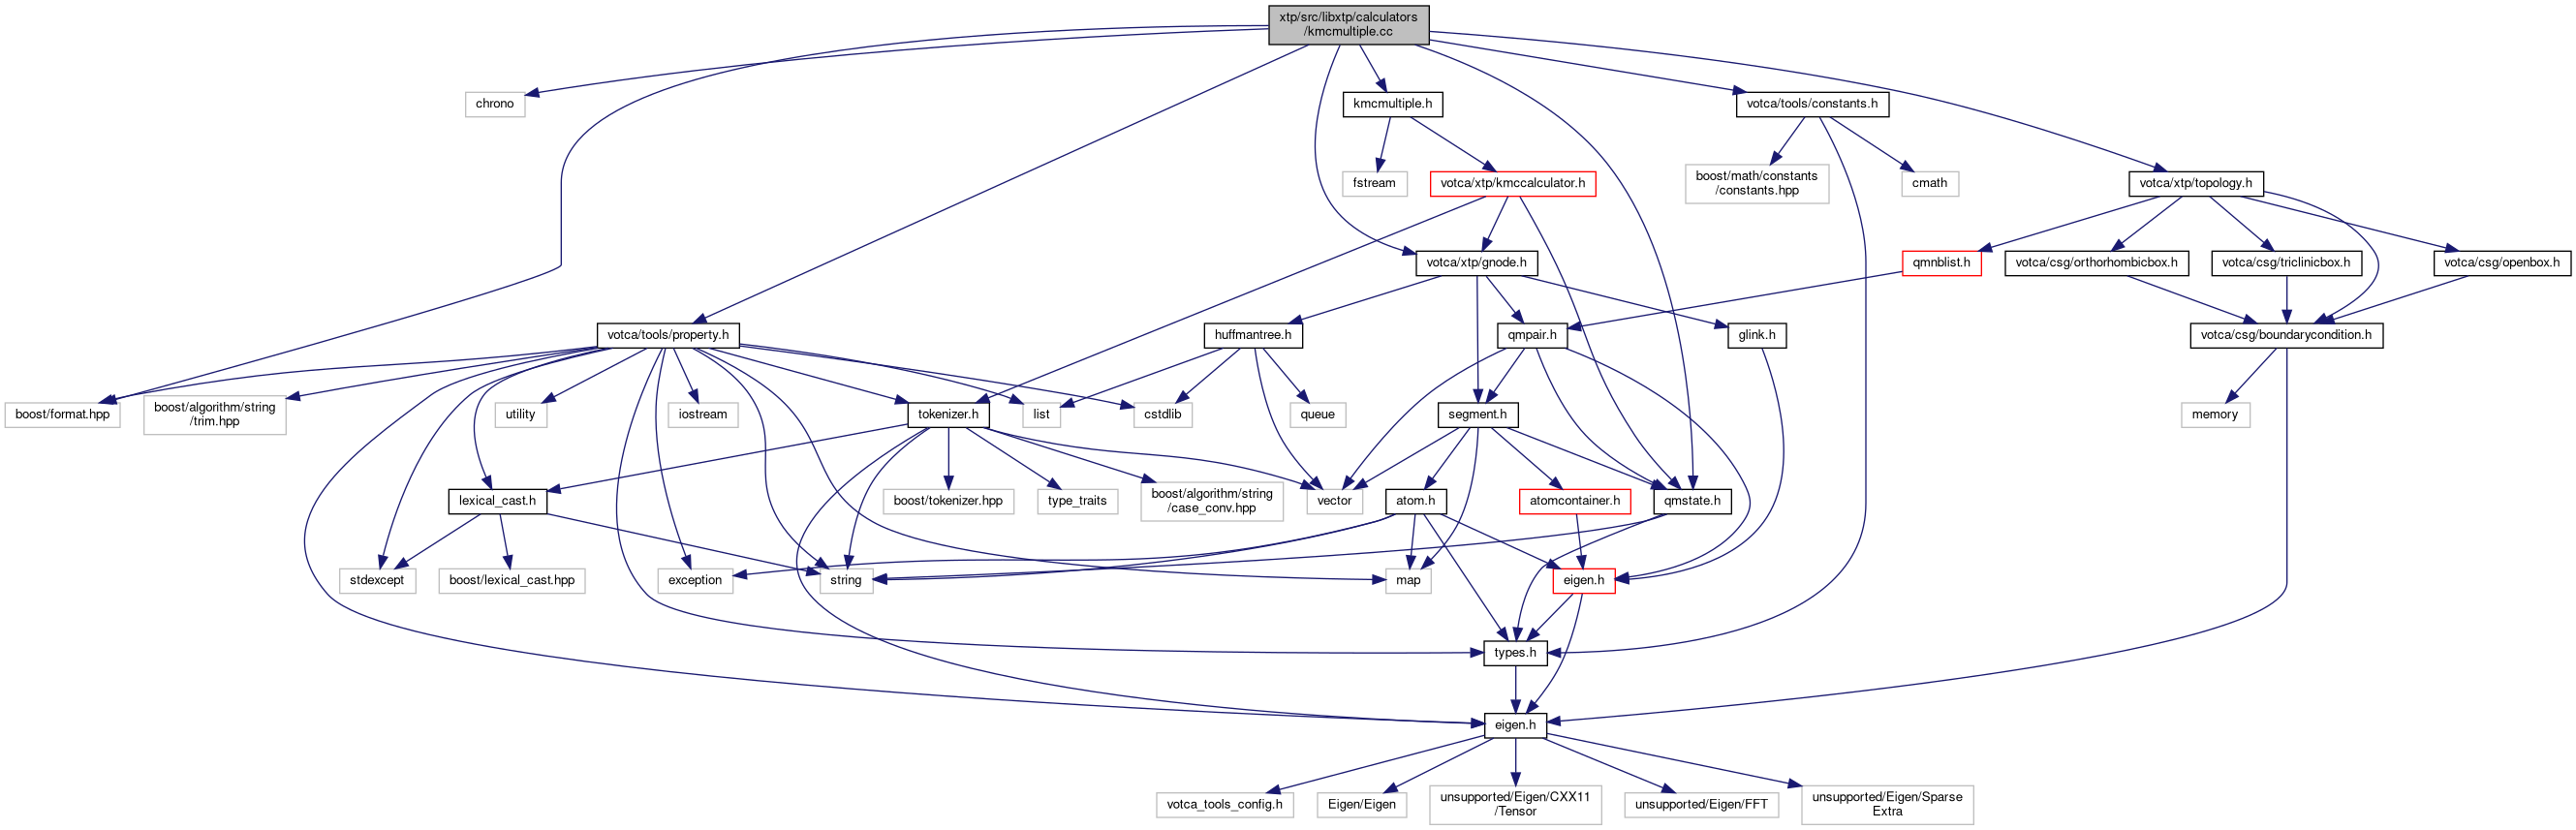 xtp/src/libxtp/calculators
/kmcmultiple.cc
chrono
kmcmultiple.h
votca/tools/constants.h
fstream
votca/xtp/kmccalculator.h
boost/math/constants
/constants.hpp
cmath
votca/xtp/topology.h
votca/xtp/gnode.h
qmnblist.h
votca/csg/orthorhombicbox.h
votca/csg/triclinicbox.h
votca/csg/openbox.h
votca/tools/property.h
huffmantree.h
qmpair.h
glink.h
votca/csg/boundarycondition.h
boost/format.hpp
boost/algorithm/string
/trim.hpp
utility
iostream
tokenizer.h
list
cstdlib
queue
segment.h
memory
lexical_cast.h
boost/tokenizer.hpp
type_traits
boost/algorithm/string
/case_conv.hpp
vector
atom.h
atomcontainer.h
qmstate.h
stdexcept
boost/lexical_cast.hpp
exception
string
map
eigen.h
types.h
eigen.h
votca_tools_config.h
Eigen/Eigen
unsupported/Eigen/CXX11
/Tensor
unsupported/Eigen/FFT
unsupported/Eigen/Sparse
Extra